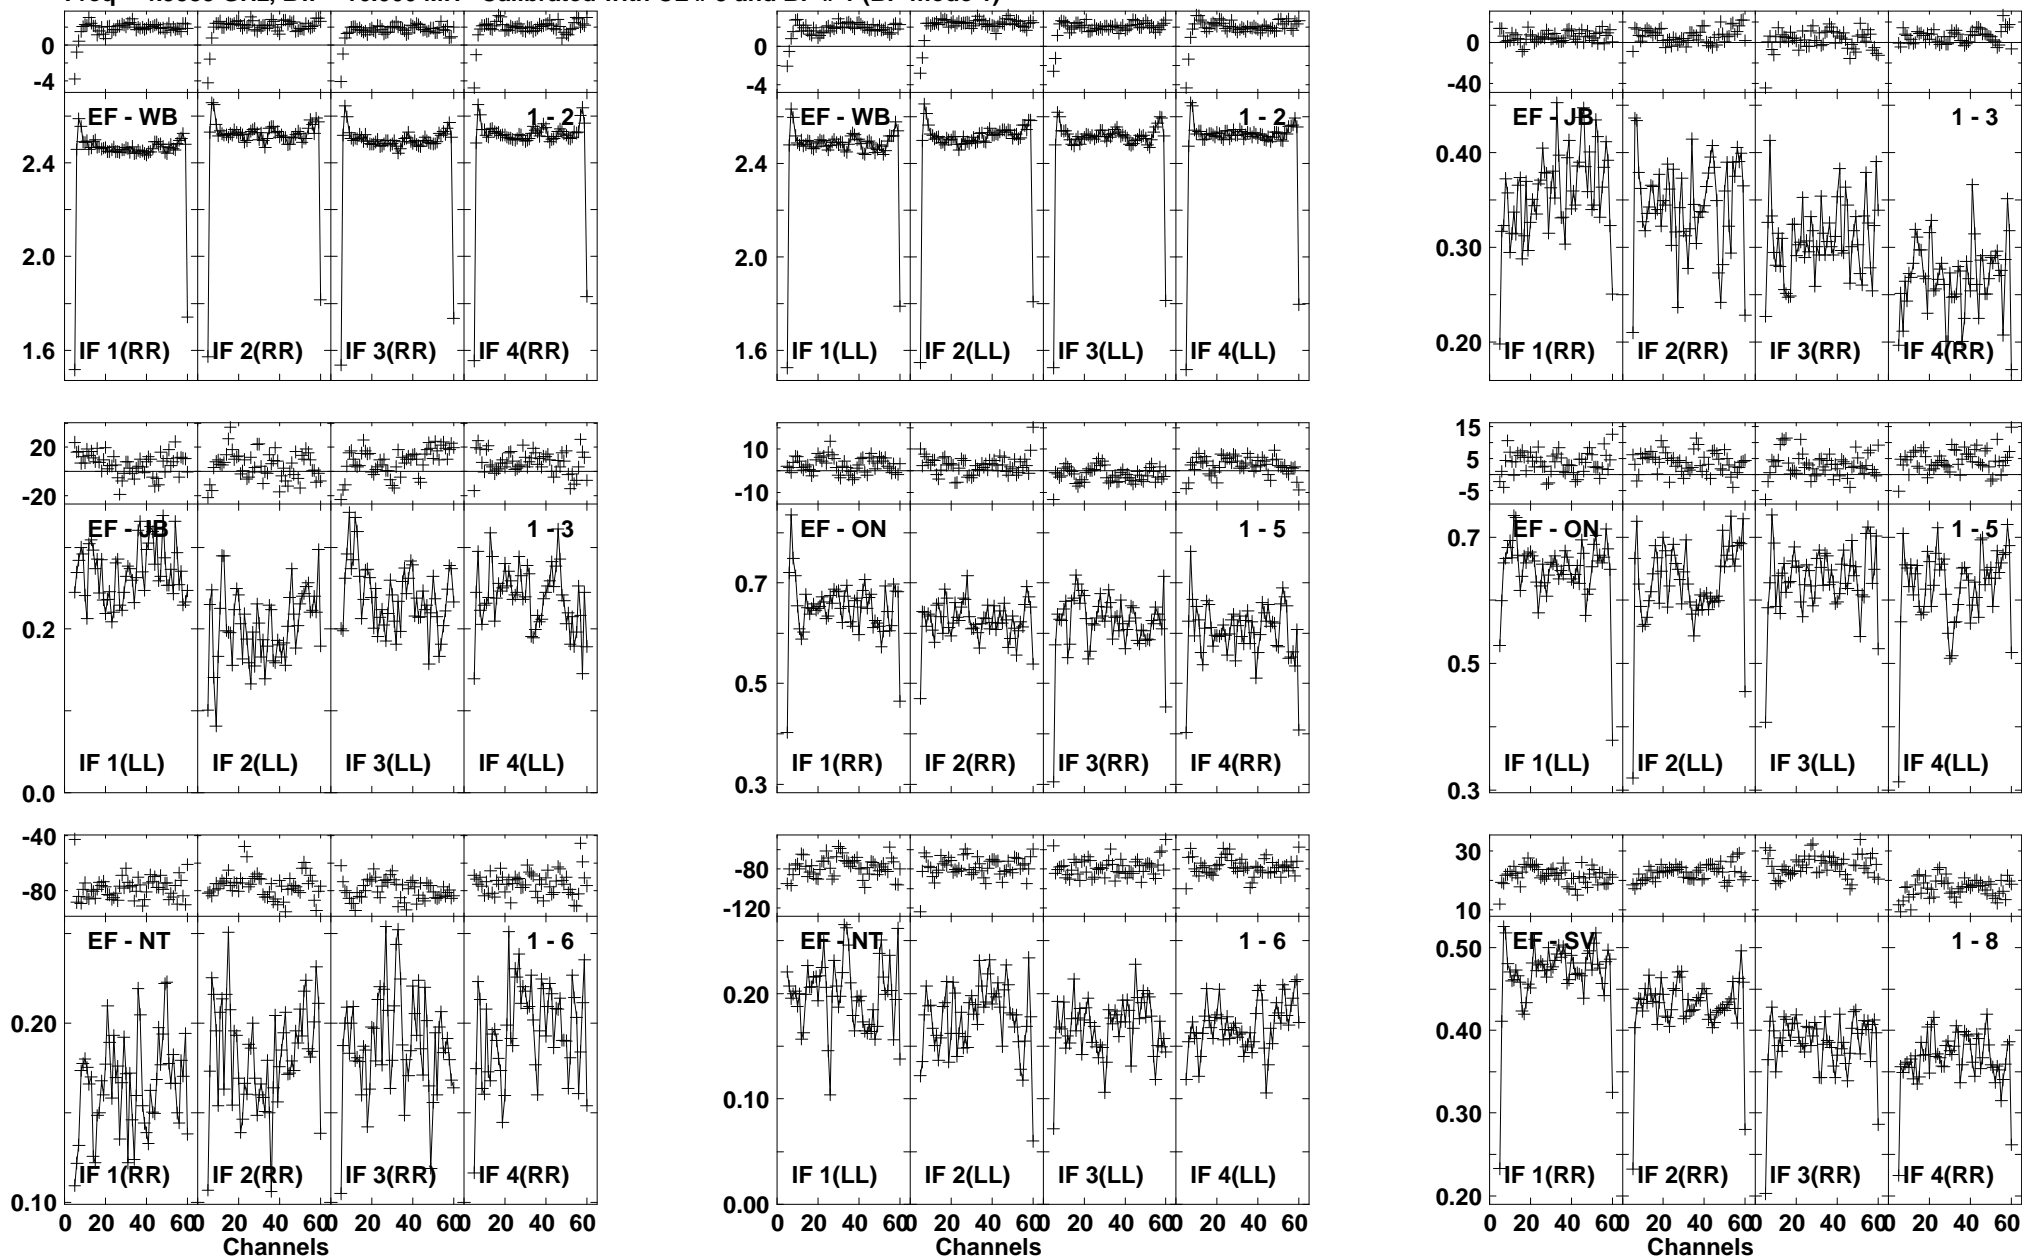 0 0 0
-4 -4 -40
EF - WB 1 - 2 EF - WB 1 - 2 EF - JB 1 - 3
2.4 2.4 0.40
2.0 2.0 0.30
1.6 IF 1(RR) IF 2(RR) IF 3(RR) IF 4(RR) 1.6 IF 1(LL) IF 2(LL) IF 3(LL) IF 4(LL) 0.20 IF 1(RR) IF 2(RR) IF 3(RR) IF 4(RR)
20 10 15
5
-20 -10 -5
EF - JB 1 - 3 EF - ON 1 - 5 EF - ON 1 - 5
0.7 0.7
0.2 0.5 0.5
IF 1(LL) IF 2(LL) IF 3(LL) IF 4(LL) IF 1(RR) IF 2(RR) IF 3(RR) IF 4(RR) IF 1(LL) IF 2(LL) IF 3(LL) IF 4(LL)
0.0 0.3 0.3
-40 30
-80 -80
-120 10
EF - NT 1 - 6 EF - NT 1 - 6 EF - SV 1 - 8
0.50
0.20 0.20 0.40
0.10 0.30
IF 1(RR) IF 2(RR) IF 3(RR) IF 4(RR) IF 1(LL) IF 2(LL) IF 3(LL) IF 4(LL) IF 1(RR) IF 2(RR) IF 3(RR) IF 4(RR)
0.10 0.00 0.20
0 20 40 60 0 20 40 60 0 20 40 60 0 20 40 60 0 20 40 60 0 20 40 60 0 20 40 60 0 20 40 60 0 20 40 60 0 20 40 60 0 20 40 60 0 20 40 60
Channels Channels Channels